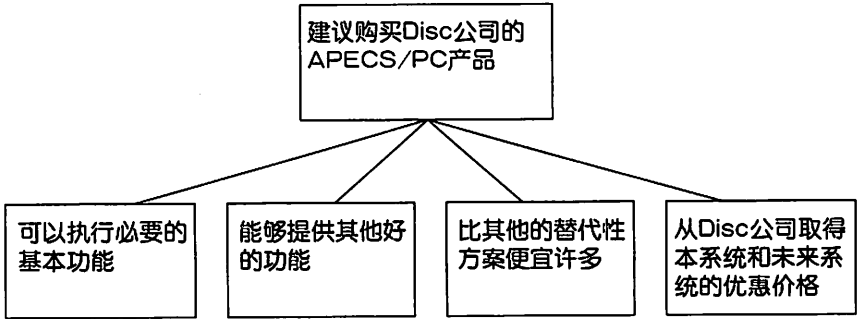 建议购买Disc公司的
APECS/PC产品
可以执行必要的
基本功能
能够提供其他好
的功能
比其他的替代性
方案便宜许多
从Disc公司取得
本系统和未来系
统的优惠价格